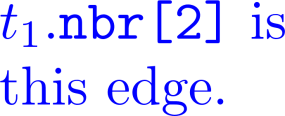 t₁.nbr[2] is
this edge.